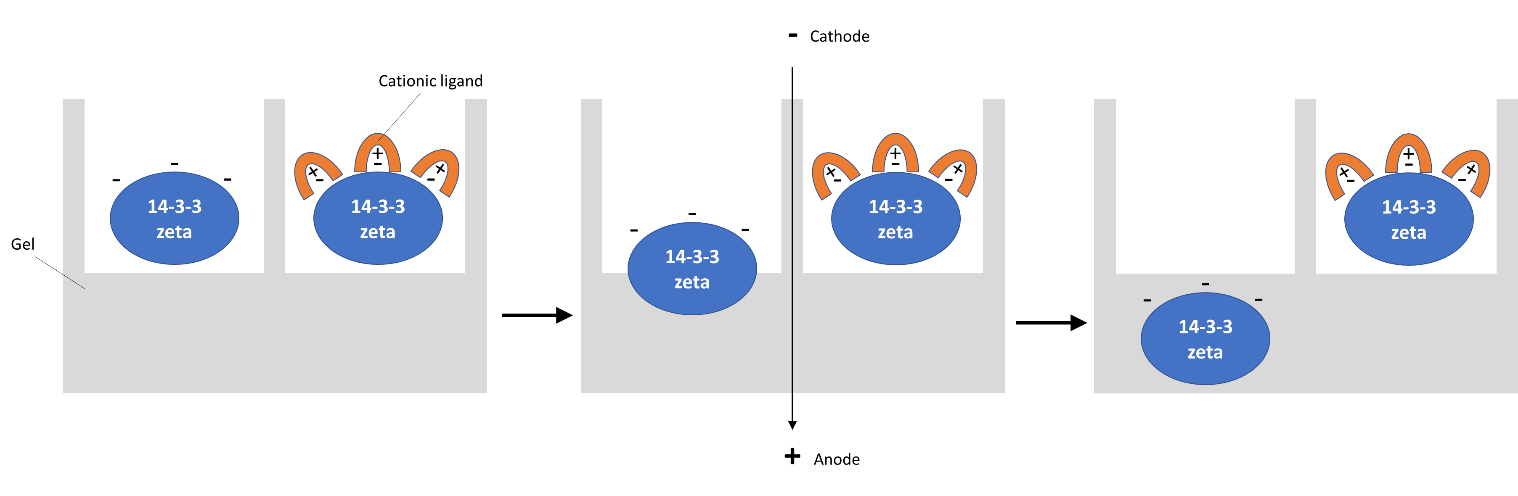 - Cathode
Cationic ligand
Gel
- - -
14-3-3
zeta
+ + +
- - -
14-3-3
zeta
- - -
14-3-3
zeta
+ + +
- - -
14-3-3
zeta
- - -
14-3-3
zeta
+ + +
- - -
14-3-3
zeta
+ Anode